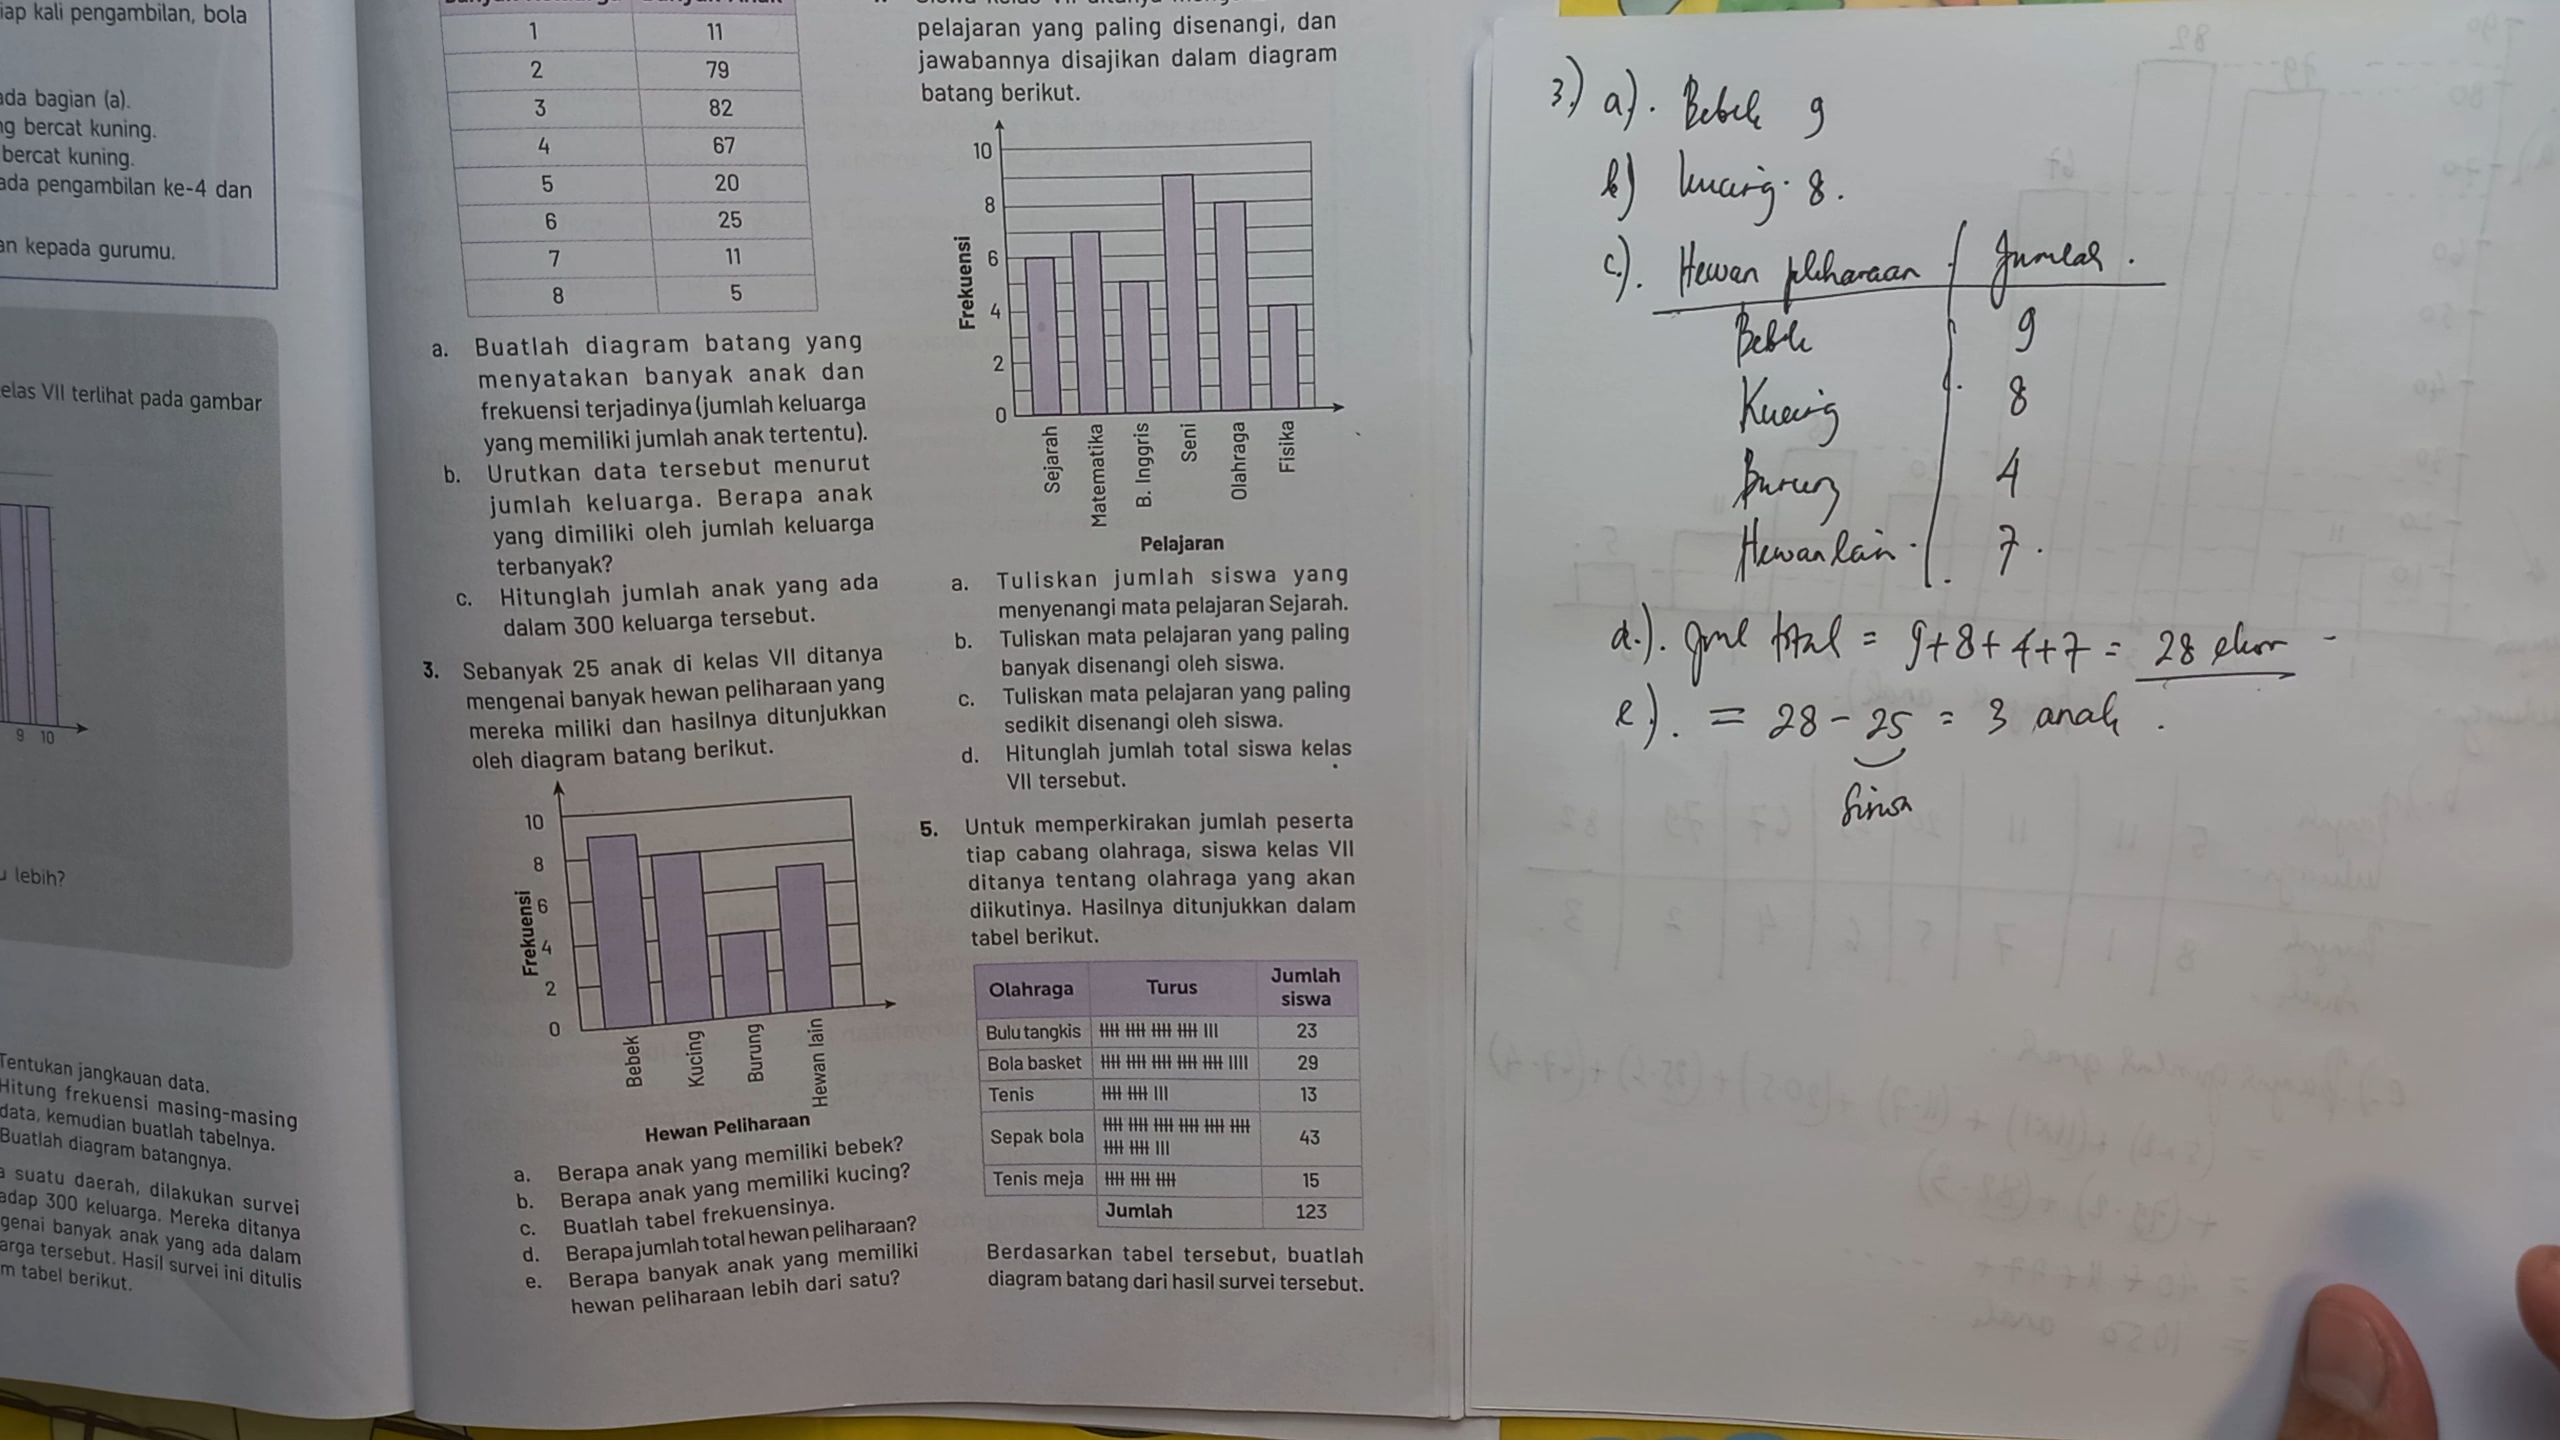 iap kali pengambilan, bola
ada bagian (a).
ng bercat kuning.
bercat kuning.
ada pengambilan ke-4 dan
an kepada gurumu.
elas VII terlihat pada gambar
9 10
u lebih?
Tentukan jangkauan data.
Hitung frekuensi masing-masing
data, kemudian buatlah tabelnya.
Buatlah diagram batangnya.
a suatu daerah, dilakukan survei
adap 300 keluarga. Mereka ditanya
genai banyak anak yang ada dalam
arga tersebut. Hasil survei ini ditulis
m tabel berikut.
1 11
2 79
3 82
4 67
5 20
6 25
7 11
8 5
a. Buatlah diagram batang yang
menyatakan banyak anak dan
frekuensi terjadinya (jumlah keluarga
yang memiliki jumlah anak tertentu).
b. Urutkan data tersebut menurut
jumlah keluarga. Berapa anak
yang dimiliki oleh jumlah keluarga
terbanyak?
c. Hitunglah jumlah anak yang ada
dalam 300 keluarga tersebut.
3. Sebanyak 25 anak di kelas VII ditanya
mengenai banyak hewan peliharaan yang
mereka miliki dan hasilnya ditunjukkan
oleh diagram batang berikut.
10
8
6
4
2
0
Frekuensi
Bebek
Kucing
Burung
Hewan lain
Hewan Peliharaan
a. Berapa anak yang memiliki bebek?
b. Berapa anak yang memiliki kucing?
c. Buatlah tabel frekuensinya.
d. Berapa jumlah total hewan peliharaan?
e. Berapa banyak anak yang memiliki
hewan peliharaan lebih dari satu?
pelajaran yang paling disenangi, dan
jawabannya disajikan dalam diagram
batang berikut.
10
8
6
4
2
0
Frekuensi
Sejarah
Matematika
B. Inggris
Seni
Olahraga
Fisika
Pelajaran
a. Tuliskan jumlah siswa yang
menyenangi mata pelajaran Sejarah.
b. Tuliskan mata pelajaran yang paling
banyak disenangi oleh siswa.
c. Tuliskan mata pelajaran yang paling
sedikit disenangi oleh siswa.
d. Hitunglah jumlah total siswa kelas
VII tersebut.
5. Untuk memperkirakan jumlah peserta
tiap cabang olahraga, siswa kelas VII
ditanya tentang olahraga yang akan
diikutinya. Hasilnya ditunjukkan dalam
tabel berikut.
Olahraga Turus Jumlah siswa
Bulu tangkis 23
Bola basket 29
Tenis 13
Sepak bola 43
Tenis meja 15
Jumlah 123
Berdasarkan tabel tersebut, buatlah
diagram batang dari hasil survei tersebut.
3.) a). Bebek 9
b) kucing. 8.
c). Hewan pliharaan Jumlah.
Bebek 9
Kucing 8
Burung 4
Hewan lain. 7.
d.). Jml total = 9+8+4+7 = 28 ekor
e). = 28 - 25 = 3 anak.
Siswa